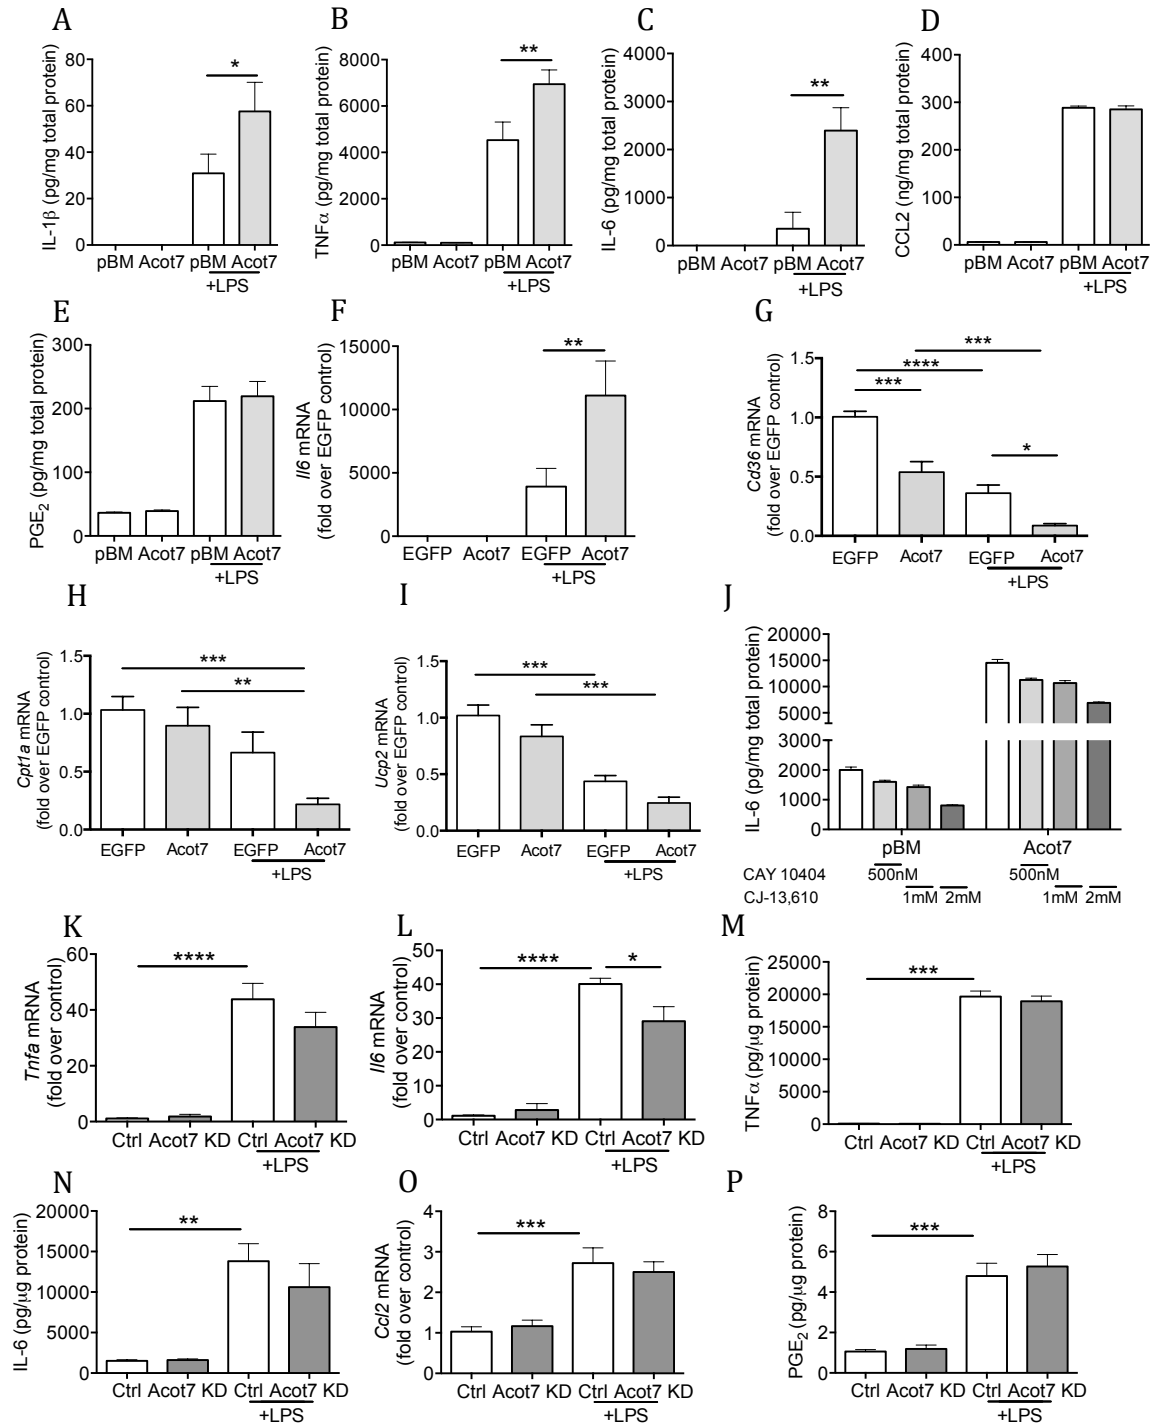 A
IL-1β (pg/mg total protein)
80
60
40
20
0
*
pBM Acot7 pBM Acot7
+LPS
B
TNFα (pg/mg total protein)
8000
6000
4000
2000
0
**
pBM Acot7 pBM Acot7
+LPS
C
IL-6 (pg/mg total protein)
4000
3000
2000
1000
0
**
pBM Acot7 pBM Acot7
+LPS
D
CCL2 (ng/mg total protein)
400
300
200
100
0
pBM Acot7 pBM Acot7
+LPS
E
PGE2 (pg/mg total protein)
300
200
100
0
pBM Acot7 pBM Acot7
+LPS
F
Il6 mRNA
(fold over EGFP control)
15000
10000
5000
0
**
EGFP Acot7 EGFP Acot7
+LPS
G
Cd36 mRNA
(fold over EGFP control)
1.5
1.0
0.5
0.0
***
****
***
*
EGFP Acot7 EGFP Acot7
+LPS
H
Cpt1a mRNA
(fold over EGFP control)
1.5
1.0
0.5
0.0
***
**
EGFP Acot7 EGFP Acot7
+LPS
I
Ucp2 mRNA
(fold over EGFP control)
1.5
1.0
0.5
0.0
***
***
EGFP Acot7 EGFP Acot7
+LPS
J
IL-6 (pg/mg total protein)
20000
15000
10000
5000
3000
2000
1000
0
pBM Acot7
CAY 10404 500nM 500nM
CJ-13,610 1mM 2mM 1mM 2mM
K
Tnfa mRNA
(fold over control)
60
40
20
0
****
Ctrl Acot7 KD Ctrl Acot7 KD
+LPS
L
Il6 mRNA
(fold over control)
50
40
30
20
10
0
****
*
Ctrl Acot7 KD Ctrl Acot7 KD
+LPS
M
TNFα (pg/µg protein)
25000
20000
15000
10000
5000
0
***
Ctrl Acot7 KD Ctrl Acot7 KD
+LPS
N
IL-6 (pg/µg protein)
20000
15000
10000
5000
0
**
Ctrl Acot7 KD Ctrl Acot7 KD
+LPS
O
Ccl2 mRNA
(fold over control)
4
3
2
1
0
***
Ctrl Acot7 KD Ctrl Acot7 KD
+LPS
P
PGE2 (pg/µg protein)
8
6
4
2
0
***
Ctrl Acot7 KD Ctrl Acot7 KD
+LPS